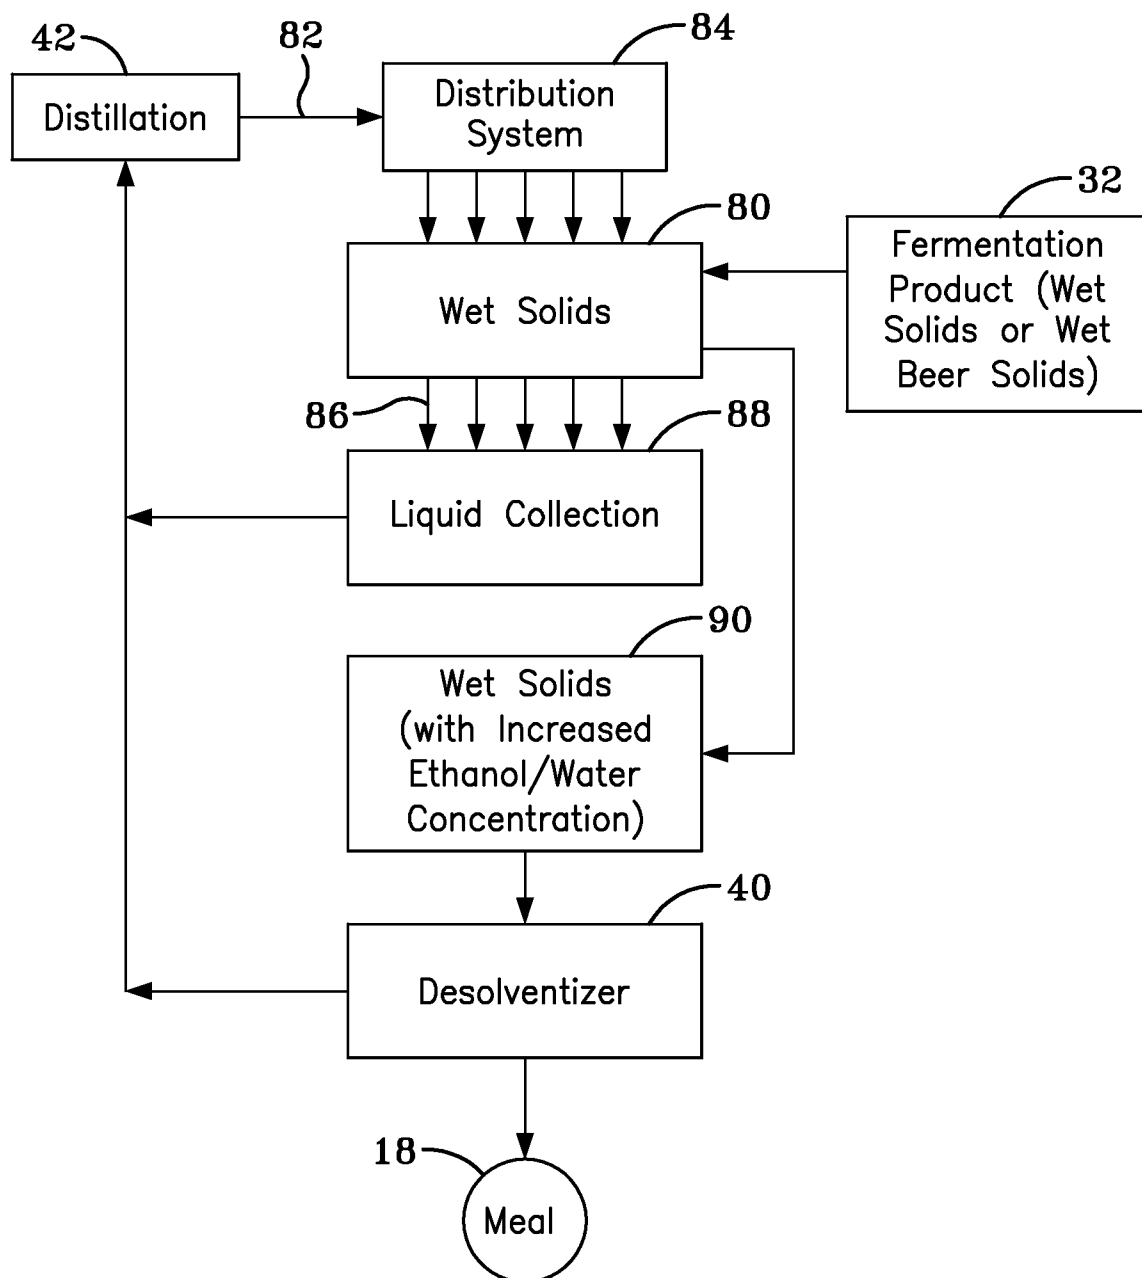 42
82
84
Distillation
Distribution
System
80
32
Wet Solids
Fermentation
Product (Wet
Solids or Wet
Beer Solids)
86
88
Liquid Collection
90
Wet Solids
(with Increased
Ethanol/Water
Concentration)
40
Desolventizer
18
Meal